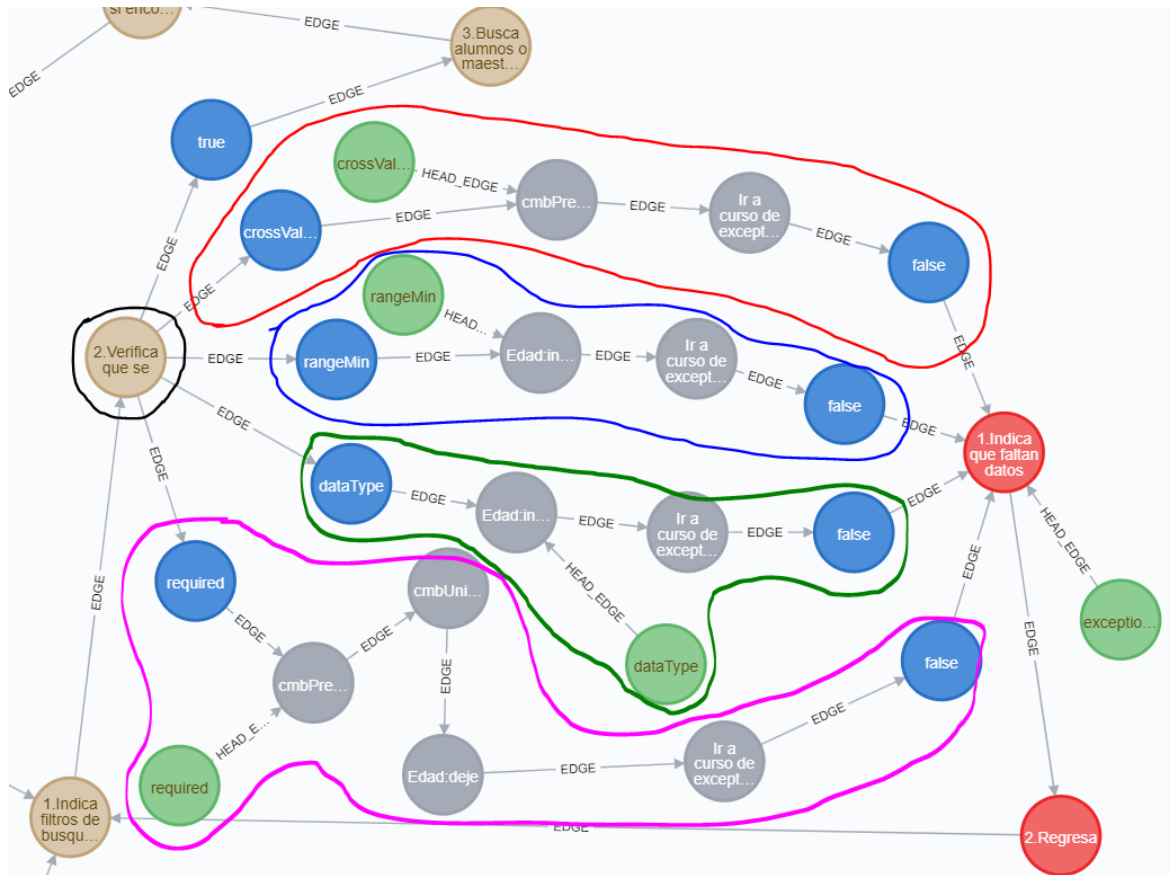 si enco...
EDGE
3.Busca
alumnos o
maest...
EDGE
EDGE
true
crossVal...
HEAD_EDGE
cmbPre...
EDGE
Ir a
curso de
except...
EDGE
crossVal...
EDGE
false
EDGE
EDGE
rangeMin
HEAD...
EDGE
2.Verifica
que se
EDGE
rangeMin
EDGE
Edad:in...
EDGE
Ir a
curso de
except...
EDGE
false
EDGE
EDGE
1.Indica
que faltan
datos
EDGE
dataType
EDGE
Edad:in...
EDGE
Ir a
curso de
except...
EDGE
false
EDGE
EDGE
HEAD_EDGE
HEAD_EDGE
required
EDGE
cmbUni...
EDGE
EDGE
EDGE
exceptio...
EDGE
EDGE
dataType
false
cmbPre...
EDGE
HEAD_E...
EDGE
required
Edad:deje
EDGE
Ir a
curso de
except...
1.Indica
filtros de
busqu...
EDGE
2.Regresa